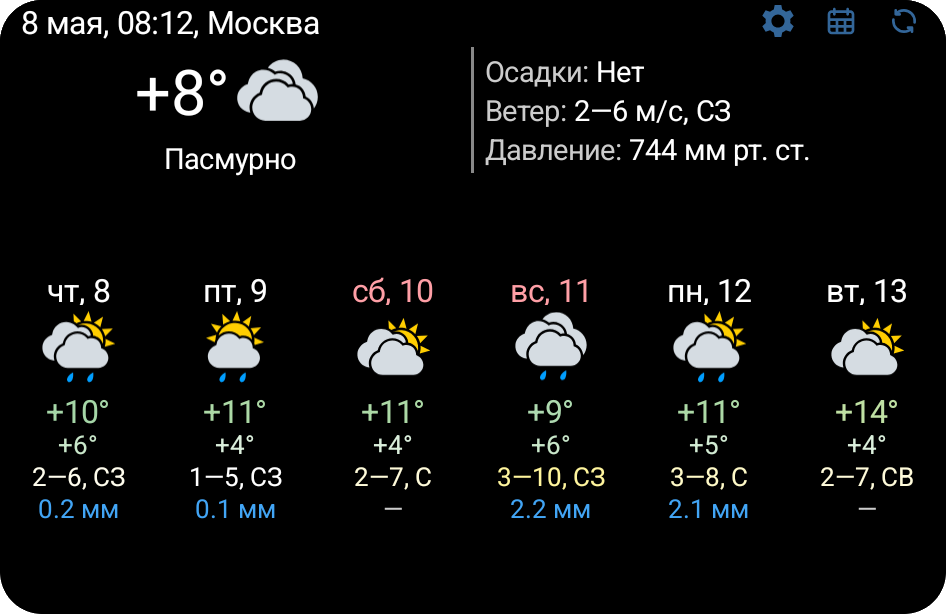 8 мая, 08:12, Москва
+8°
Пасмурно
Осадки: Нет
Ветер: 2—6 м/с, СЗ
Давление: 744 мм рт. ст.
чт, 8 пт, 9 сб, 10 вс, 11 пн, 12 вт, 13
+10° +11° +11° +9° +11° +14°
+6° +4° +4° +6° +5° +4°
2—6, СЗ 1—5, СЗ 2—7, С 3—10, СЗ 3—8, С 2—7, СВ
0.2 мм 0.1 мм — 2.2 мм 2.1 мм —